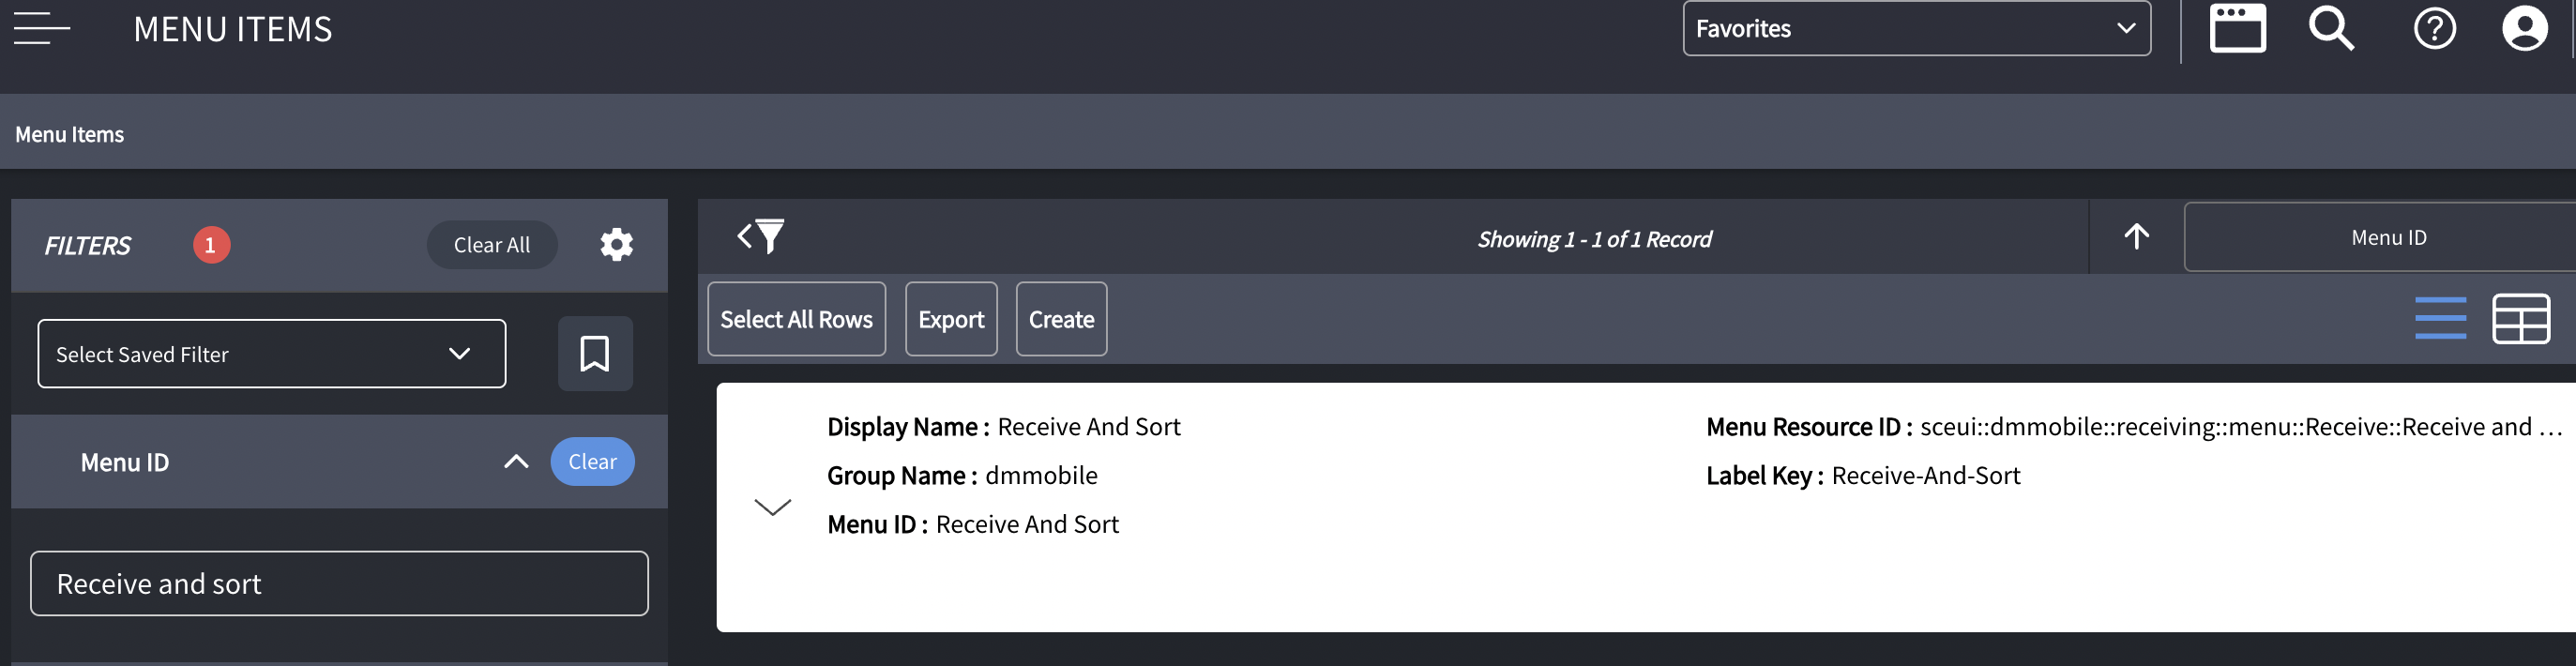 MENU ITEMS
Favorites
Menu Items
FILTERS 1 Clear All
Showing 1 - 1 of 1 Record
Menu ID
Select All Rows Export Create
Select Saved Filter
Menu ID Clear
Receive and sort
Display Name : Receive And Sort
Menu Resource ID : sceui::dmmobile::receiving::menu::Receive::Receive and ...
Group Name : dmmobile
Label Key : Receive-And-Sort
Menu ID : Receive And Sort